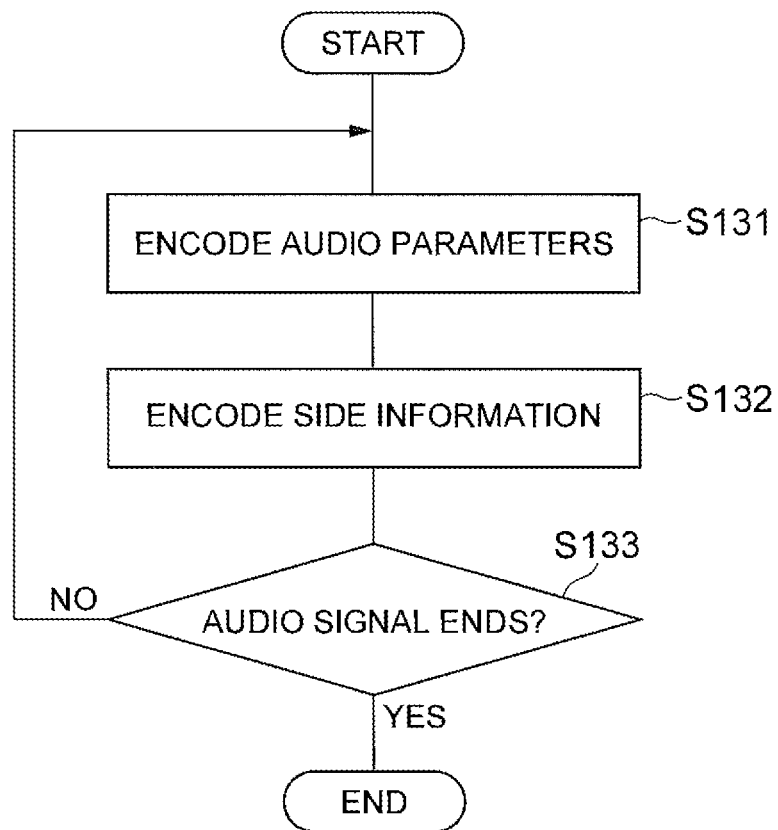 START
ENCODE AUDIO PARAMETERS
S131
ENCODE SIDE INFORMATION
S132
S133
AUDIO SIGNAL ENDS?
NO
YES
END